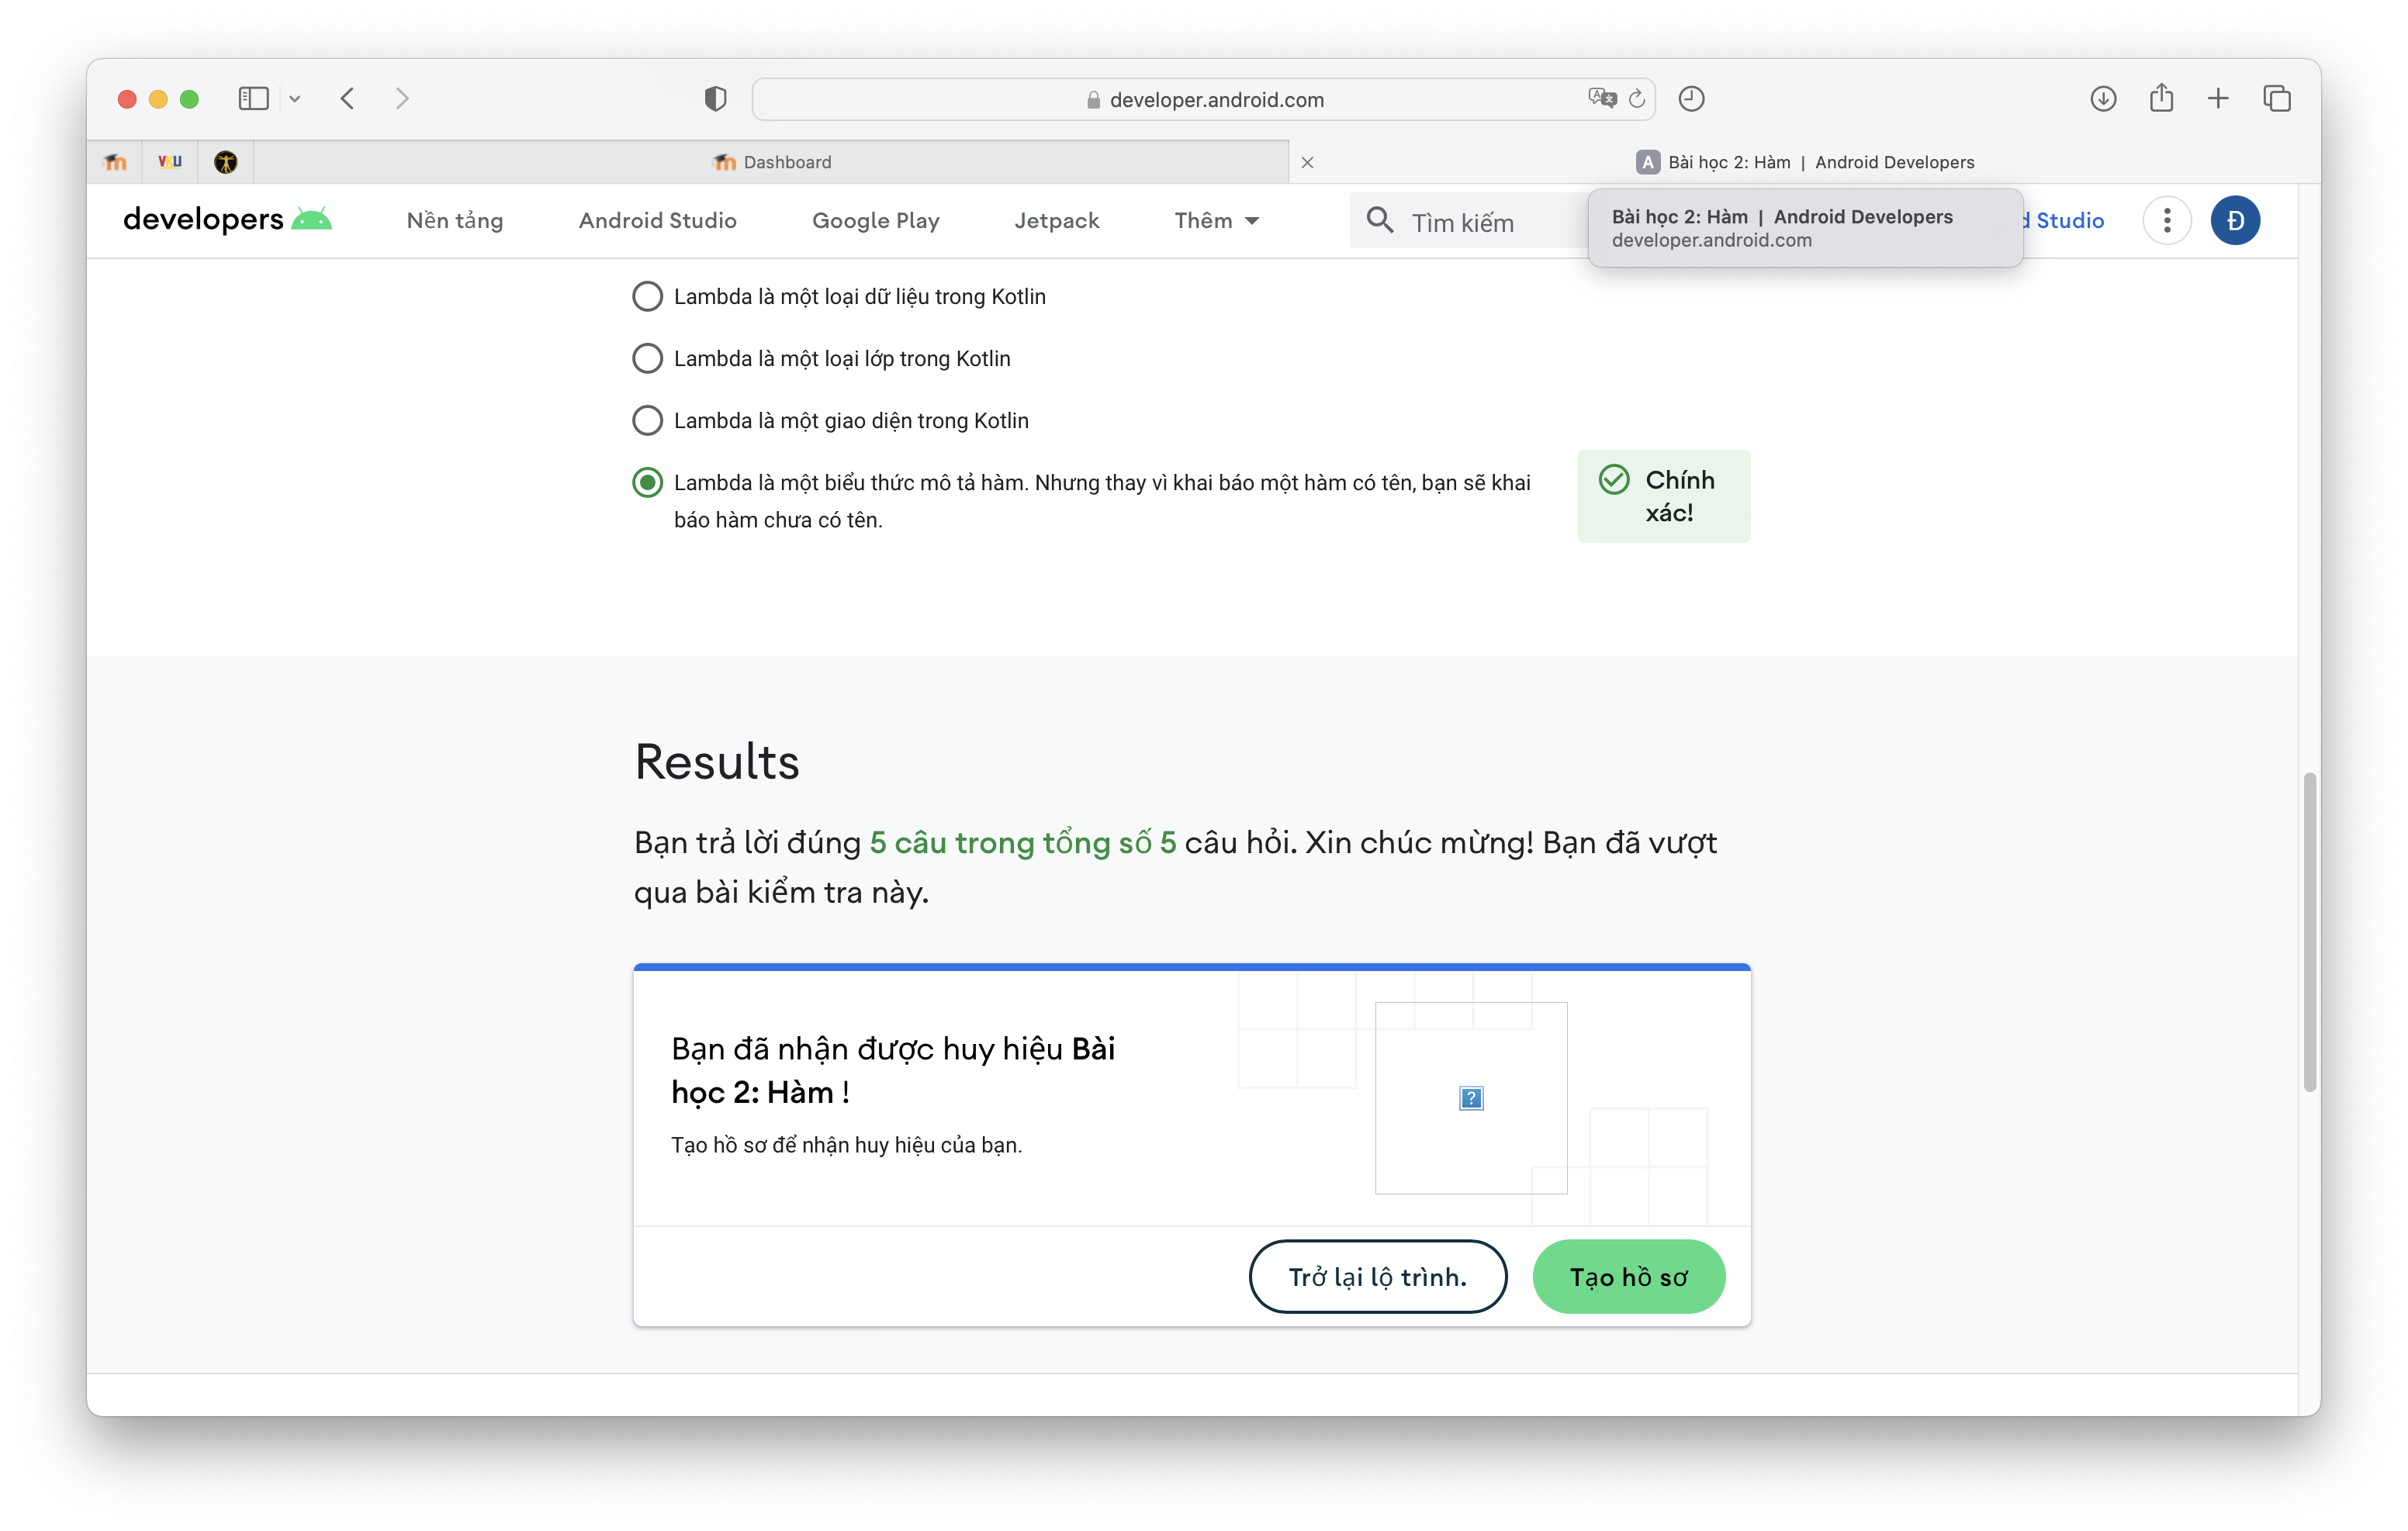 developer.android.com
VKU
Dashboard
A Bài học 2: Hàm | Android Developers
developers
Nền tảng
Android Studio
Google Play
Jetpack
Thêm
Tìm kiếm
Bài học 2: Hàm | Android Developers
developer.android.com
d Studio
Đ
Lambda là một loại dữ liệu trong Kotlin
Lambda là một loại lớp trong Kotlin
Lambda là một giao diện trong Kotlin
Lambda là một biểu thức mô tả hàm. Nhưng thay vì khai báo một hàm có tên, bạn sẽ khai
báo hàm chưa có tên.
Chính
xác!
Results
Bạn trả lời đúng 5 câu trong tổng số 5 câu hỏi. Xin chúc mừng! Bạn đã vượt
qua bài kiểm tra này.
Bạn đã nhận được huy hiệu Bài
học 2: Hàm !
Tạo hồ sơ để nhận huy hiệu của bạn.
?
Trở lại lộ trình.
Tạo hồ sơ